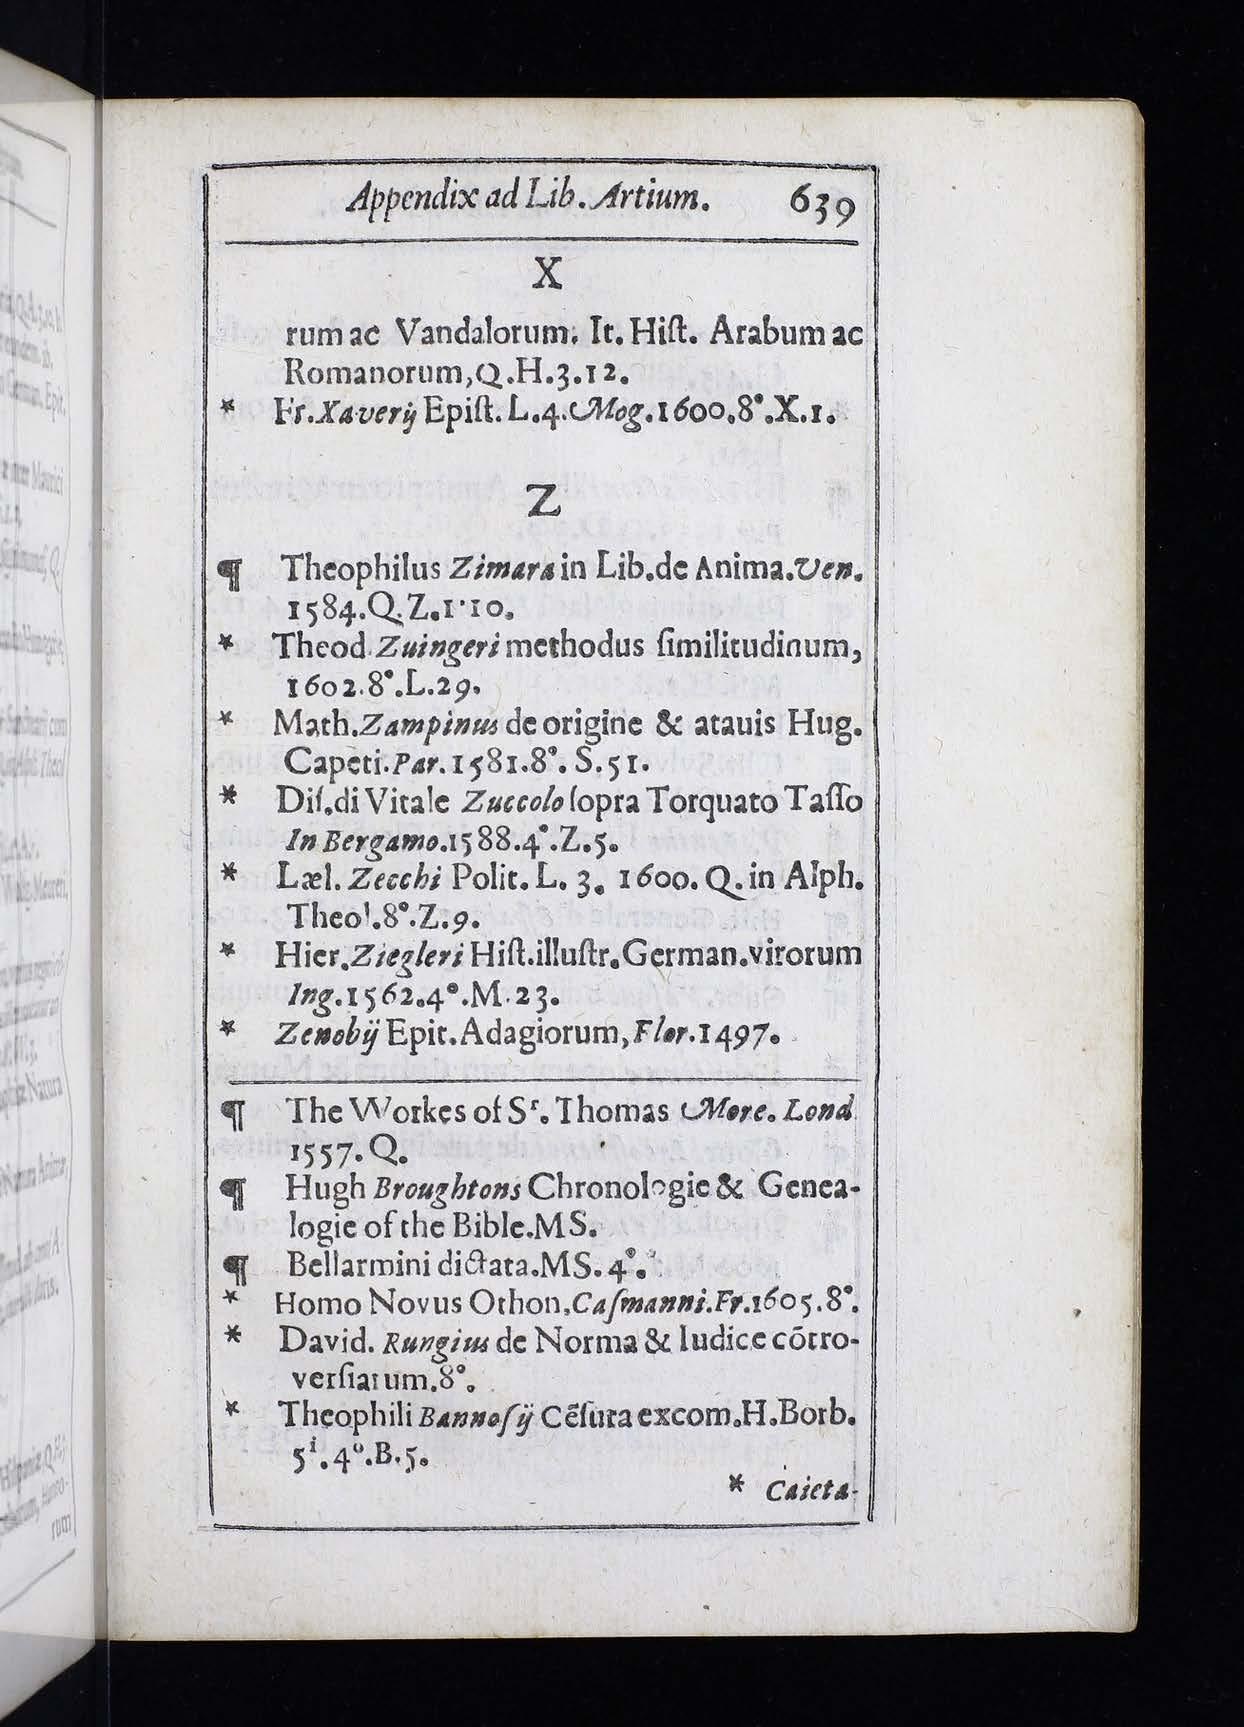 Appendix ad Lib. Artium. 639
X
rum ac Vandalorum. It. Hiſt. Arabum ac
Romanorum, Q.H.3.12.
* Fr. Xaverij Epiſt. L.4. Mog. 1600. 8°. X.1.
Z
¶ Theophilus Zimara in Lib. de Anima. Ven.
1584. Q. Z.1.10.
* Theod. Zuingeri methodus ſimilitudinum,
1602. 8°. L.29.
* Math. Zampinus de origine & atauis Hug.
Capeti. Par. 1581. 8°. S.51.
* Diſ. di Vitale Zuccolo ſopra Torquato Taſſo
In Bergamo. 1588. 4°. Z.5.
* Læl. Zecchi Polit. L. 3. 1600. Q. in Alph.
Theol. 8°. Z.9.
* Hier. Ziegleri Hiſt. illuſtr. German. virorum
Ing. 1562. 4°. M.23.
* Zenobij Epit. Adagiorum, Flor. 1497.
¶ The Workes of Sʳ. Thomas More. Lond
1557. Q.
¶ Hugh Broughtons Chronologie & Genea-
logie of the Bible. MS.
¶ Bellarmini dictata. MS. 4°.
* Homo Novus Othon. Caſmanni. Fr. 1605. 8°.
* David. Rungius de Norma & Iudice cõtro-
verſiarum. 8°.
* Theophili Bannoſij Cẽſura excom. H. Borb.
5ⁱ. 4°. B.5.
* Caieta-